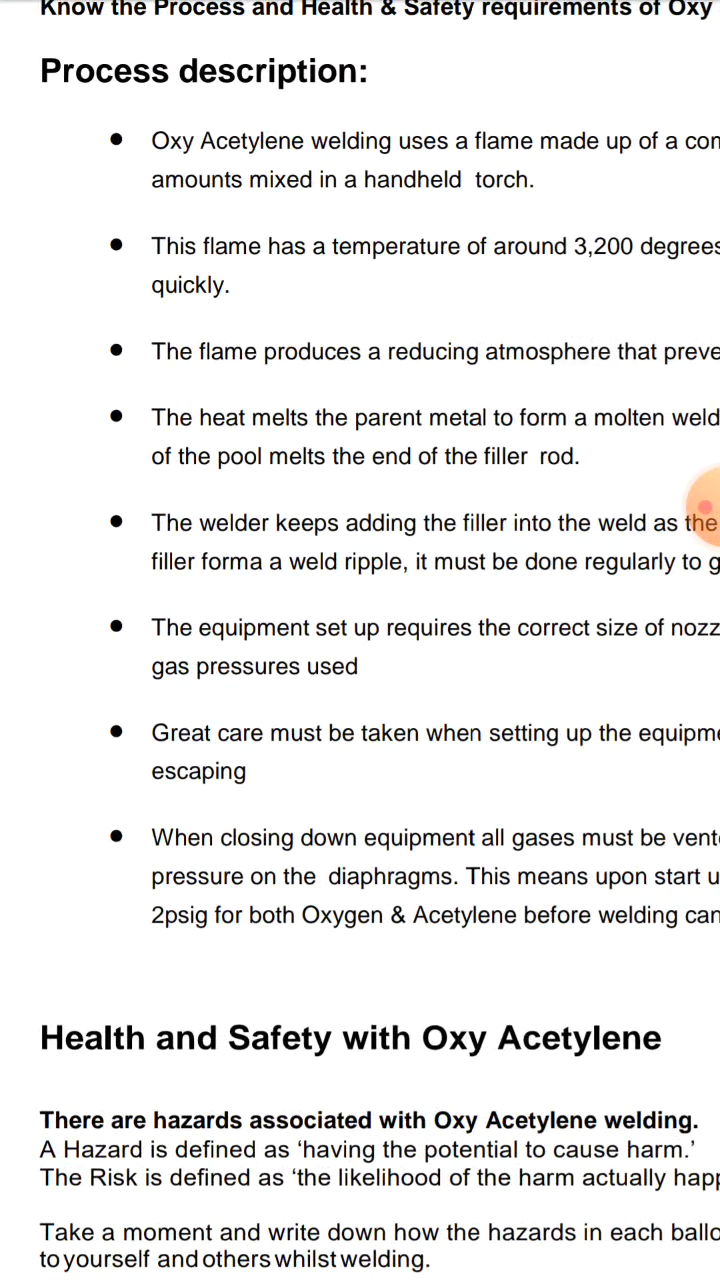 Know the Process and Health & Safety requirements of Oxy
Process description:
● Oxy Acetylene welding uses a flame made up of a con
amounts mixed in a handheld torch.
● This flame has a temperature of around 3,200 degrees
quickly.
● The flame produces a reducing atmosphere that preve
● The heat melts the parent metal to form a molten weld
of the pool melts the end of the filler rod.
● The welder keeps adding the filler into the weld as the
filler forma a weld ripple, it must be done regularly to g
● The equipment set up requires the correct size of nozz
gas pressures used
● Great care must be taken when setting up the equipme
escaping
● When closing down equipment all gases must be vente
pressure on the diaphragms. This means upon start u
2psig for both Oxygen & Acetylene before welding can
Health and Safety with Oxy Acetylene
There are hazards associated with Oxy Acetylene welding.
A Hazard is defined as ‘having the potential to cause harm.’
The Risk is defined as ‘the likelihood of the harm actually happ
Take a moment and write down how the hazards in each ballo
to yourself and others whilst welding.